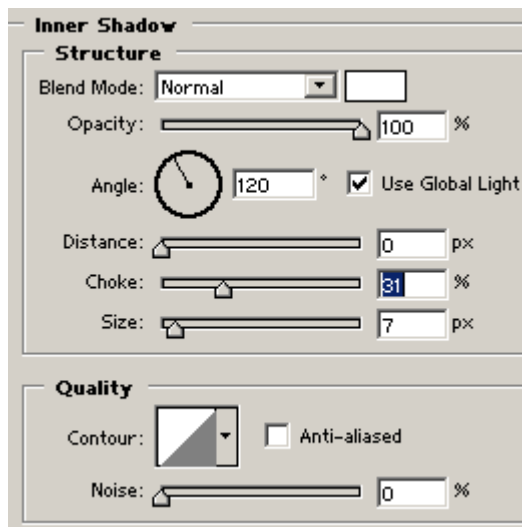 Inner Shadow
Structure
Blend Mode: Normal
Opacity: 100 %
Angle: 120 ° Use Global Light
Distance: 0 px
Choke: 31 %
Size: 7 px
Quality
Contour: Anti-aliased
Noise: 0 %